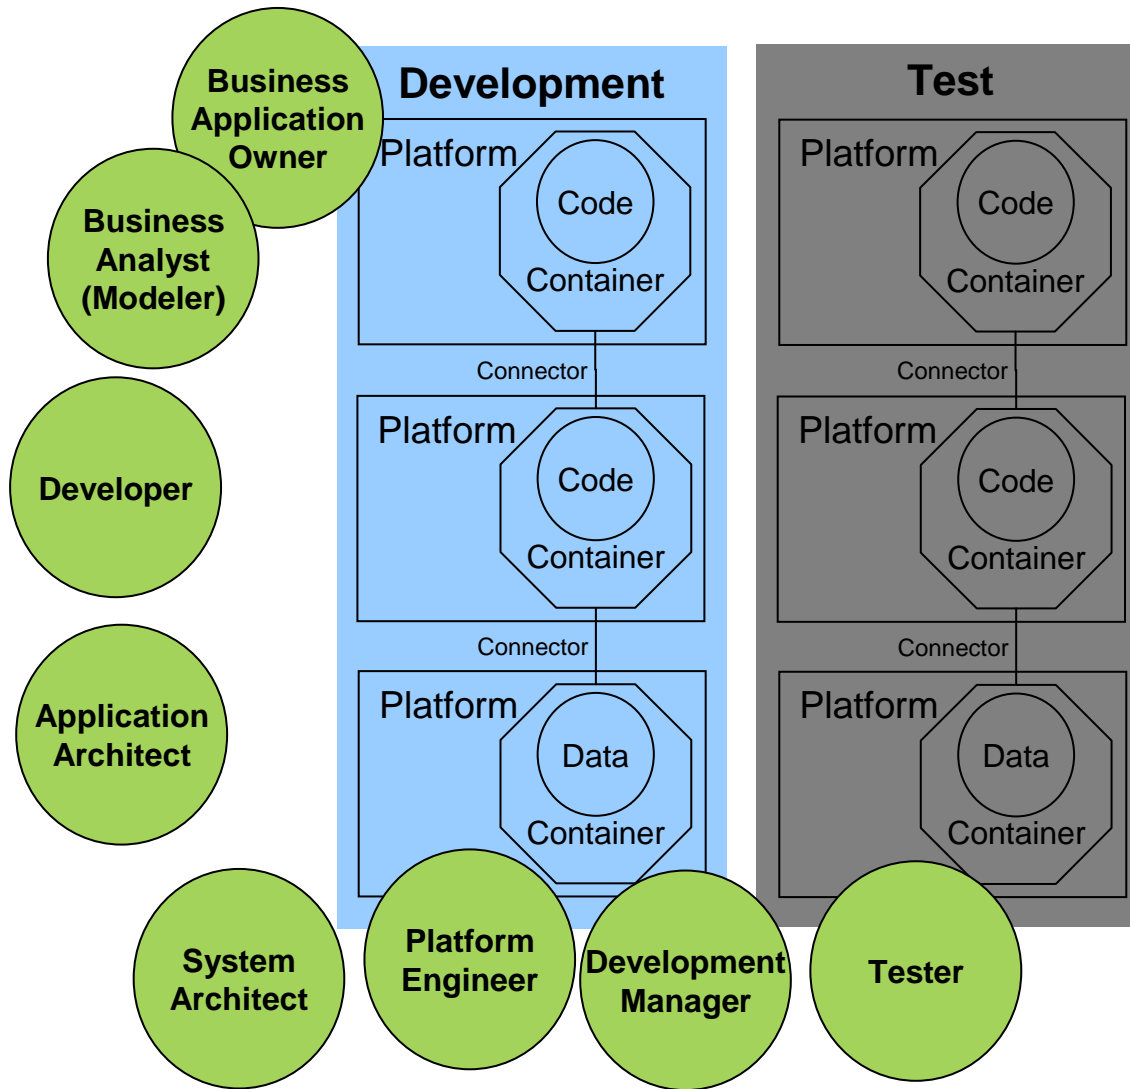 Business
Application
Owner
Business
Analyst
(Modeler)
Developer
Application
Architect
System
Architect
Platform
Engineer
Development
Manager
Tester
Development
Platform
Code
Container
Connector
Platform
Code
Container
Connector
Platform
Data
Container
Test
Platform
Code
Container
Connector
Platform
Code
Container
Connector
Platform
Data
Container